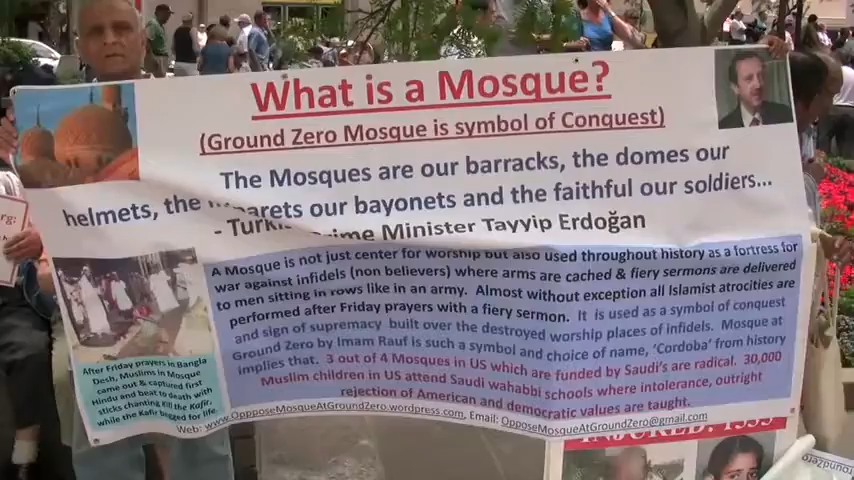 What is a Mosque?
(Ground Zero Mosque is symbol of Conquest)
The Mosques are our barracks, the domes our
helmets, the our bayonets and the faithful our soldiers...
- Minister Tayyip Erdoğan
A Mosque is not just center for worship but also used throughout history as a fortress for
war against infidels (non believers) where arms are cached & fiery sermons are delivered
to men sitting in rows like in an army. Almost without exception all Islamist atrocities are
performed after Friday prayers with a fiery sermon. It is used as a symbol of conquest
and sign of supremacy built over the destroyed worship places of infidels. Mosque at
Ground Zero by Imam Rauf is such a symbol and choice of name, 'Cordoba' from history
implies that. 3 out of 4 Mosques in US which are funded by Saudi's are radical. 30,000
Muslim children in US attend Saudi wahabbi schools where intolerance, outright
rejection of American and democratic values are taught.
After Friday prayers in Bangla
Desh, Muslims in Mosque
came out & captured first
Hindu and beat to death with
sticks chanting kill the Kafir,
while the Kafir begged for life.
Web: www.OpposeMosqueAtGroundZero.wordpress.com, Email: OpposeMosqueAtGroundZero@gmail.com
rg: